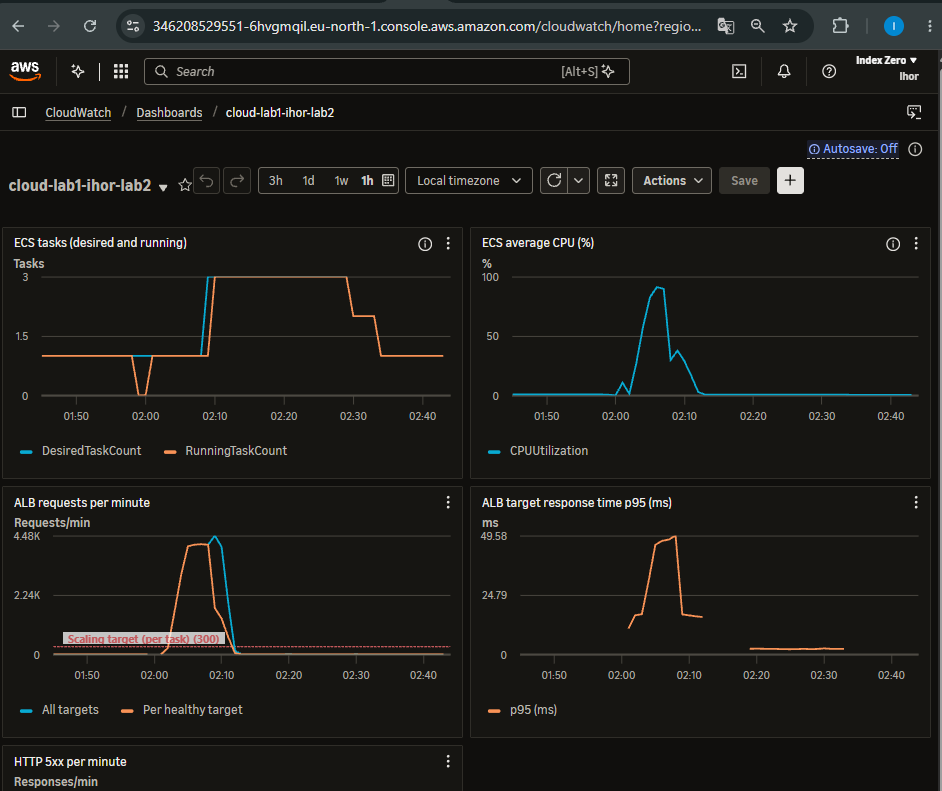 346208529551-6hvgmqil.eu-north-1.console.aws.amazon.com/cloudwatch/home?regio...
I
aws
Search
[Alt+S]
Index Zero
Ihor
CloudWatch / Dashboards / cloud-lab1-ihor-lab2
Autosave: Off
cloud-lab1-ihor-lab2
3h 1d 1w 1h
Local timezone
Actions
Save
+
ECS tasks (desired and running)
Tasks
3
1.5
0
01:50 02:00 02:10 02:20 02:30 02:40
DesiredTaskCount RunningTaskCount
ECS average CPU (%)
%
100
50
0
01:50 02:00 02:10 02:20 02:30 02:40
CPUUtilization
ALB requests per minute
Requests/min
4.48K
2.24K
Scaling target (per task) (300)
0
01:50 02:00 02:10 02:20 02:30 02:40
All targets Per healthy target
ALB target response time p95 (ms)
ms
49.58
24.79
0
01:50 02:00 02:10 02:20 02:30 02:40
p95 (ms)
HTTP 5xx per minute
Responses/min